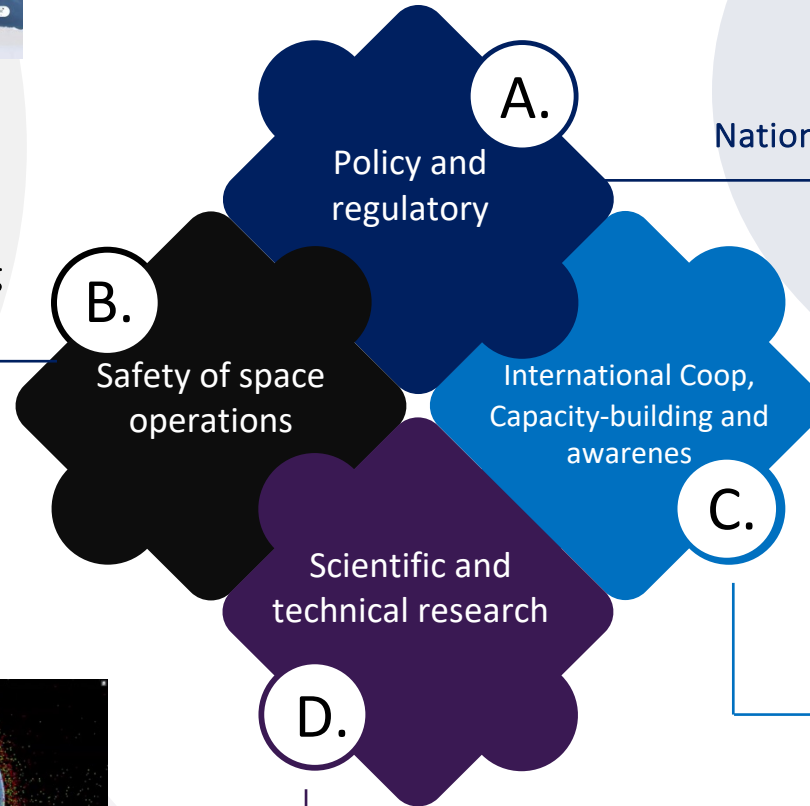 A.
Policy and
regulatory
Nation
B.
Safety of space
operations
International Coop,
Capacity-building and
awarenes
C.
Scientific and
technical research
D.